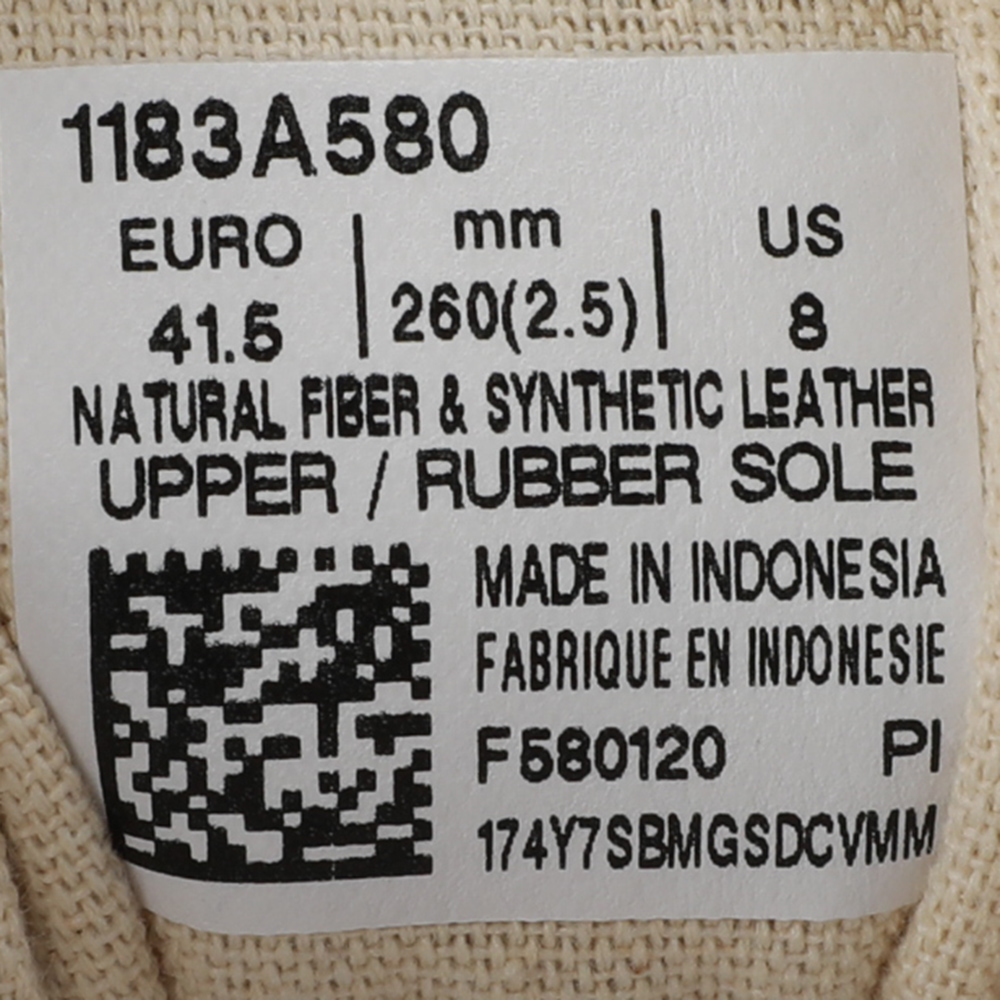 1183A580
EURO mm US
41.5 260(2.5) 8
NATURAL FIBER & SYNTHETIC LEATHER
UPPER / RUBBER SOLE
MADE IN INDONESIA
FABRIQUE EN INDONESIE
F580120 PI
174Y7SBMGSDCVMM